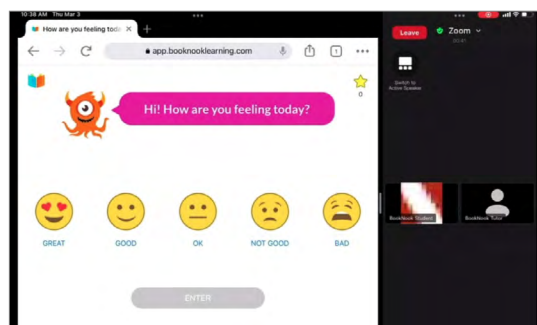 10:38 AM Thu Mar 3
How are you feeling toda
app.booknooklearning.com
1
Leave
Zoom
Switch to
Active Speaker
0
Hi! How are you feeling today?
GREAT
GOOD
OK
NOT GOOD
BAD
ENTER
BookNook Student
BookNook Tutor